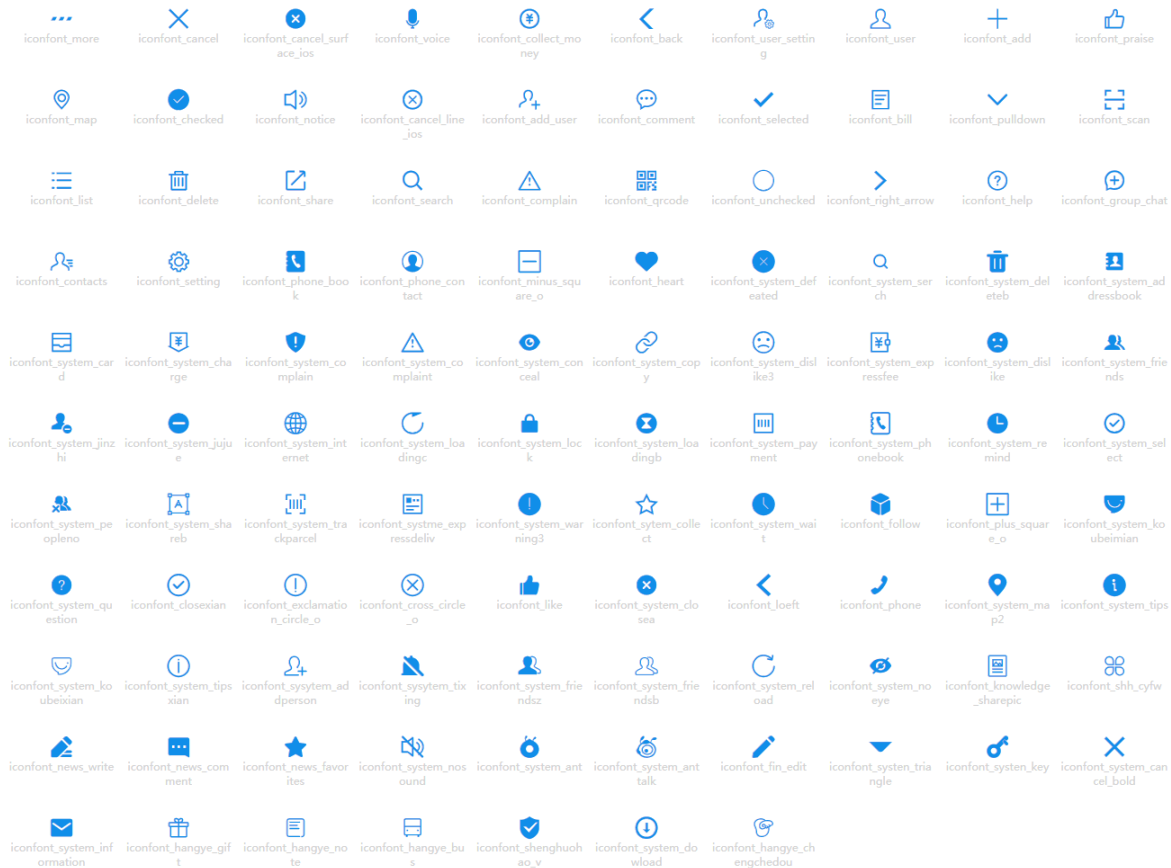 iconfont_more iconfont_cancel iconfont_cancel_surf iconfont_voice iconfont_collect_mo iconfont_back iconfont_user_settin iconfont_user iconfont_add iconfont_praise
ace_ios ney g
iconfont_map iconfont_checked iconfont_notice iconfont_cancel_line iconfont_add_user iconfont_comment iconfont_selected iconfont_bill iconfont_pulldown iconfont_scan
_ios
iconfont_list iconfont_delete iconfont_share iconfont_search iconfont_complain iconfont_qrcode iconfont_unchecked iconfont_right_arrow iconfont_help iconfont_group_chat
iconfont_contacts iconfont_setting iconfont_phone_boo iconfont_phone_con iconfont_minus_squ iconfont_heart iconfont_system_def iconfont_system_ser iconfont_system_del iconfont_system_ad
k tact are_o eated ch eteb dressbook
iconfont_system_car iconfont_system_cha iconfont_system_co iconfont_system_co iconfont_system_con iconfont_system_cop iconfont_system_disl iconfont_system_exp iconfont_system_dis iconfont_system_frie
d rge mplain mplaint ceal y ike3 ressfee like nds
iconfont_system_jinz iconfont_system_juju iconfont_system_int iconfont_system_loa iconfont_system_loc iconfont_system_loa iconfont_system_pay iconfont_system_ph iconfont_system_re iconfont_system_sel
hi e ernet dingc k dingb ment onebook mind ect
iconfont_system_pe iconfont_system_sha iconfont_system_tra iconfont_systme_exp iconfont_system_war iconfont_sytem_colle iconfont_system_wai iconfont_follow iconfont_plus_squar iconfont_system_ko
opleno reb ckparcel ressdeliv ning3 ct t e_o ubeimian
iconfont_system_qu iconfont_closexian iconfont_exclamatio iconfont_cross_circle iconfont_like iconfont_system_clo iconfont_loeft iconfont_phone iconfont_system_ma iconfont_system_tips
estion n_circle_o _o sea p2
iconfont_system_ko iconfont_system_tips iconfont_sysytem_ad iconfont_sysytem_tix iconfont_system_frie iconfont_system_frie iconfont_system_rel iconfont_system_no iconfont_knowledge iconfont_shh_cyfw
ubeixian xian dperson ing ndsz ndsb oad eye _sharepic
iconfont_news_write iconfont_news_com iconfont_news_favor iconfont_system_nos iconfont_system_ant iconfont_system_ant iconfont_fin_edit iconfont_systen_tria iconfont_systen_key iconfont_system_can
ment ites ound talk ngle cel_bold
iconfont_system_inf iconfont_hangye_gif iconfont_hangye_no iconfont_hangye_bu iconfont_shenghuoh iconfont_system_do iconfont_hangye_ch
ormation t te s ao_v wload engchedou